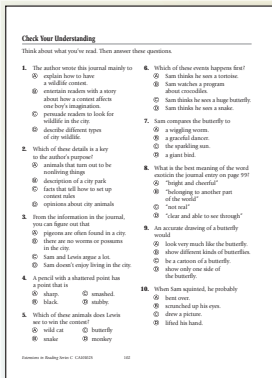 Check Your Understanding
Think about what you've read. Then answer these questions.
1. The author wrote this journal mainly to
Ⓐ explain how to have
a wildlife contest.
Ⓑ entertain readers with a story
about how a contest affects
one boy's imagination.
Ⓒ persuade readers to look for
wildlife in the city.
Ⓓ describe different types
of city wildlife.
2. Which of these details is a key
to the author's purpose?
Ⓐ animals that turn out to be
nonliving things
Ⓑ description of a city park
Ⓒ facts that tell how to set up
contest rules
Ⓓ opinions about city animals
3. From the information in the journal,
you can figure out that
Ⓐ pigeons are often found in a city.
Ⓑ there are no worms or possums
in the city.
Ⓒ Sam and Lewis argue a lot.
Ⓓ Sam doesn't enjoy living in the city.
4. A pencil with a shattered point has
a point that is
Ⓐ sharp. Ⓒ smashed.
Ⓑ black. Ⓓ stubby.
5. Which of these animals does Lewis
see to win the contest?
Ⓐ wild cat Ⓒ butterfly
Ⓑ snake Ⓓ monkey
6. Which of these events happens first?
Ⓐ Sam thinks he sees a tortoise.
Ⓑ Sam watches a program
about crocodiles.
Ⓒ Sam thinks he sees a huge butterfly.
Ⓓ Sam thinks he sees a snake.
7. Sam compares the butterfly to
Ⓐ a wiggling worm.
Ⓑ a graceful dancer.
Ⓒ the sparkling sun.
Ⓓ a giant bird.
8. What is the best meaning of the word
exotic in the journal entry on page 99?
Ⓐ "bright and cheerful"
Ⓑ "belonging to another part
of the world"
Ⓒ "not real"
Ⓓ "clear and able to see through"
9. An accurate drawing of a butterfly
would
Ⓐ look very much like the butterfly.
Ⓑ show different kinds of butterflies.
Ⓒ be a cartoon of a butterfly.
Ⓓ show only one side
of the butterfly.
10. When Sam squinted, he probably
Ⓐ bent over.
Ⓑ scrunched up his eyes.
Ⓒ drew a picture.
Ⓓ lifted his hand.